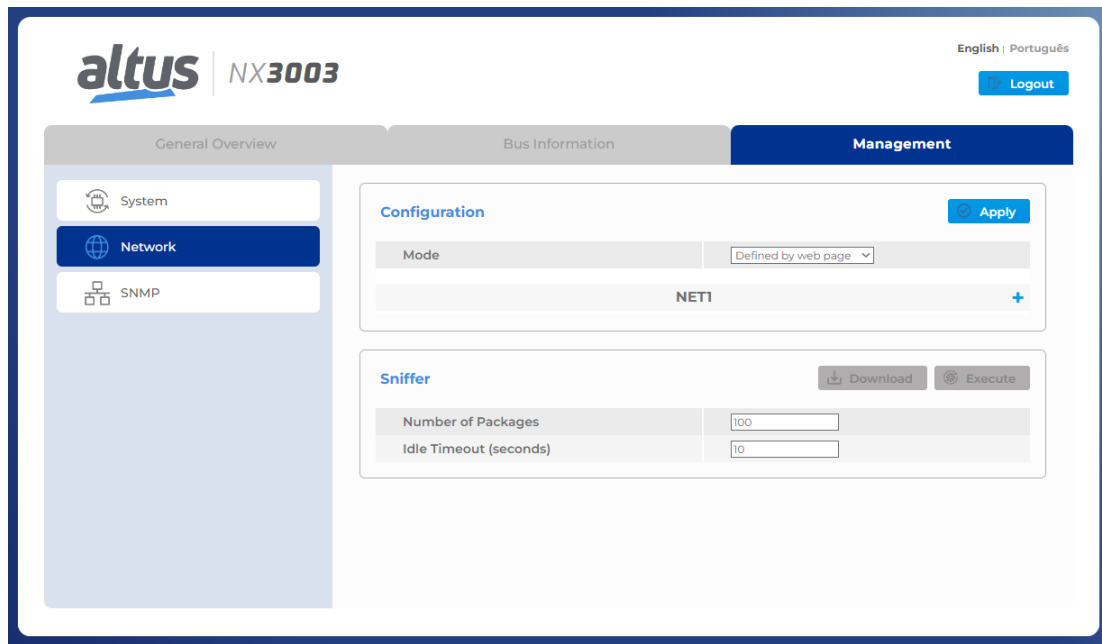 English | Português
altus | NX3003
Logout
General Overview
Bus Information
Management
System
Network
SNMP
Configuration
Apply
Mode
Defined by web page
NET1
+
Sniffer
Download
Execute
Number of Packages
100
Idle Timeout (seconds)
10